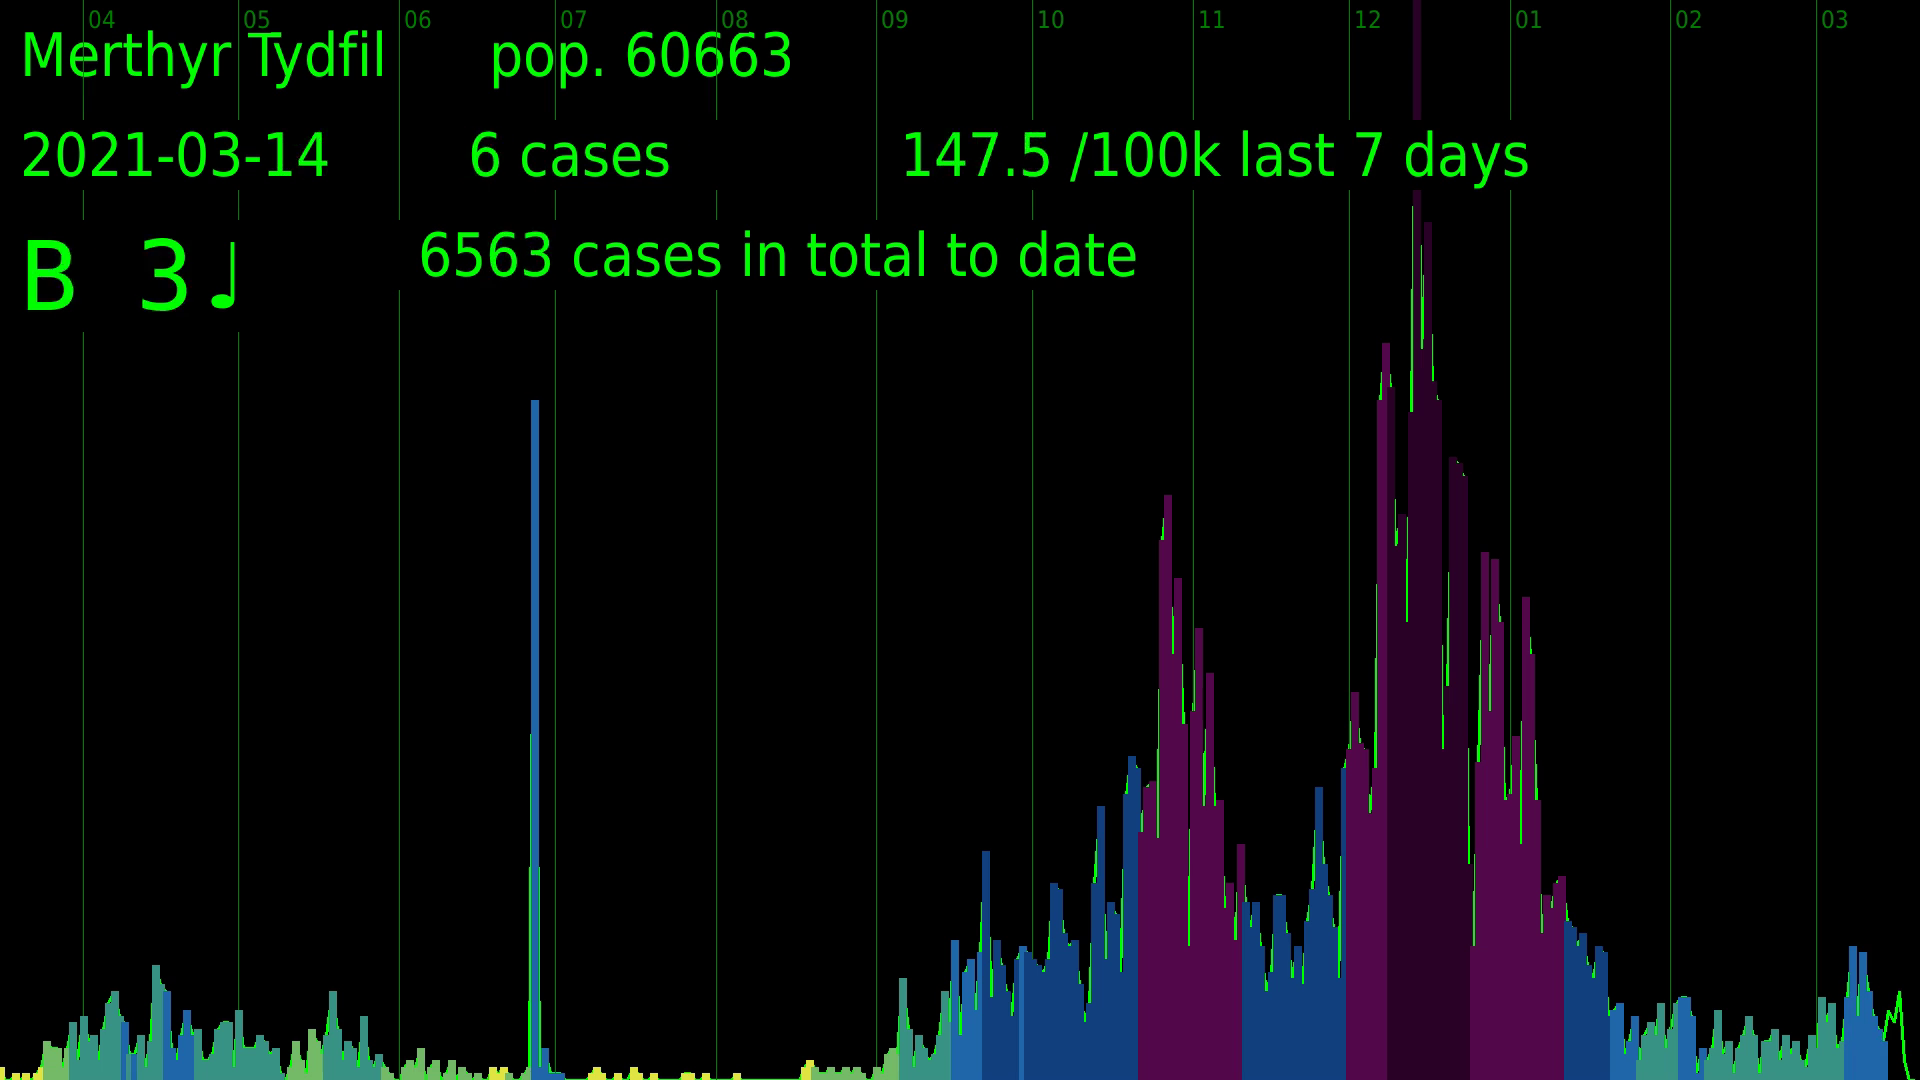 04 05 06 07 08 09 10 11 12 01 02 03
Merthyr Tydfil pop. 60663
2021-03-14 6 cases 147.5 /100k last 7 days
B 3♩ 6563 cases in total to date